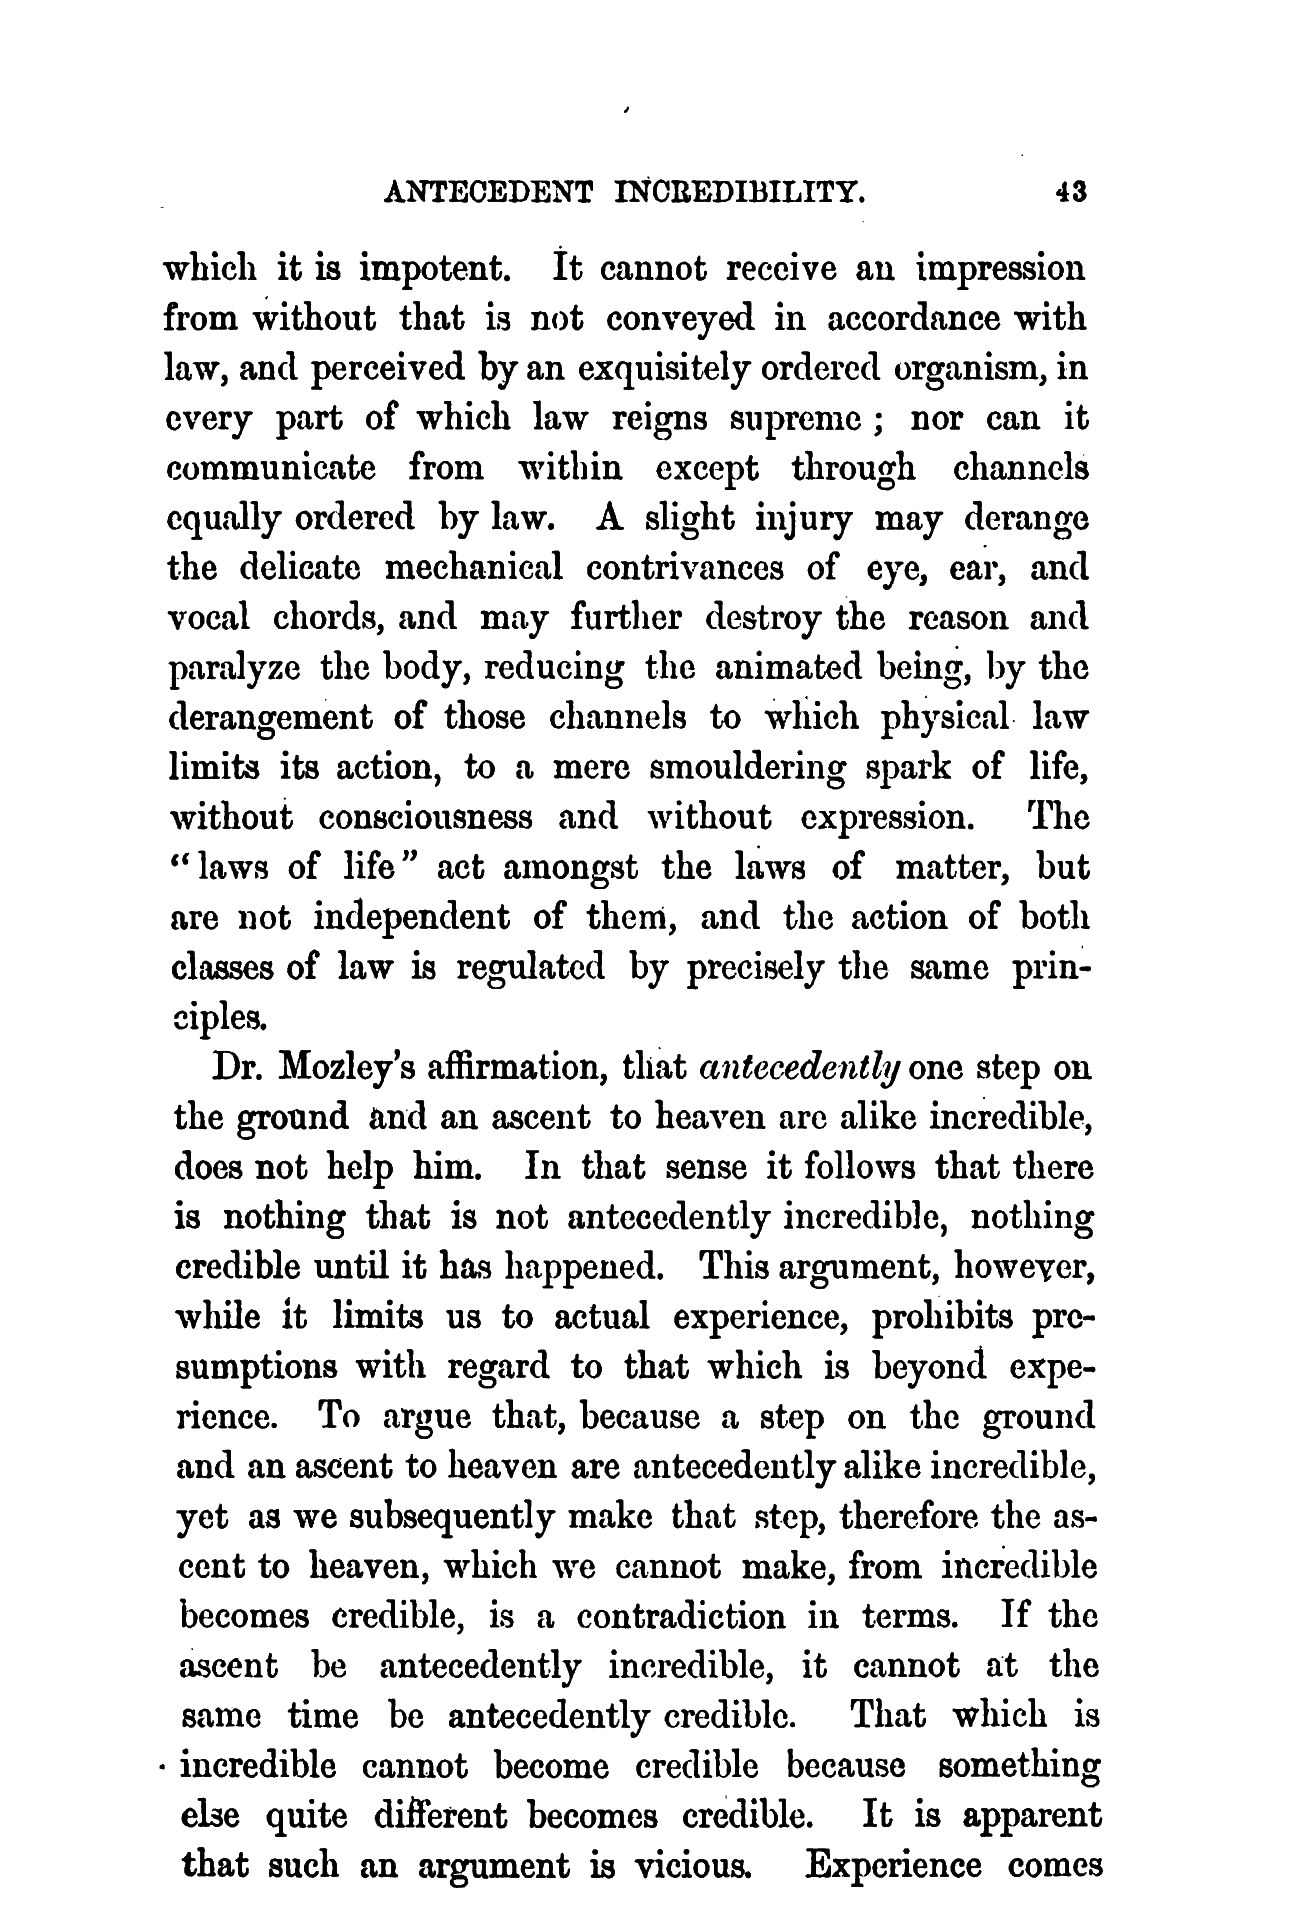 ANTECEDENT INCREDIBILITY. 43
which it is impotent. It cannot receive an impression
from without that is not conveyed in accordance with
law, and perceived by an exquisitely ordered organism, in
every part of which law reigns supreme ; nor can it
communicate from within except through channels
equally ordered by law. A slight injury may derange
the delicate mechanical contrivances of eye, ear, and
vocal chords, and may further destroy the reason and
paralyze the body, reducing the animated being, by the
derangement of those channels to which physical law
limits its action, to a mere smouldering spark of life,
without consciousness and without expression. The
“laws of life” act amongst the laws of matter, but
are not independent of them, and the action of both
classes of law is regulated by precisely the same prin-
ciples.
Dr. Mozley's affirmation, that antecedently one step on
the ground and an ascent to heaven are alike incredible,
does not help him. In that sense it follows that there
is nothing that is not antecedently incredible, nothing
credible until it has happened. This argument, however,
while it limits us to actual experience, prohibits pre-
sumptions with regard to that which is beyond expe-
rience. To argue that, because a step on the ground
and an ascent to heaven are antecedently alike incredible,
yet as we subsequently make that step, therefore the as-
cent to heaven, which we cannot make, from incredible
becomes credible, is a contradiction in terms. If the
ascent be antecedently incredible, it cannot at the
same time be antecedently credible. That which is
incredible cannot become credible because something
else quite different becomes credible. It is apparent
that such an argument is vicious. Experience comes